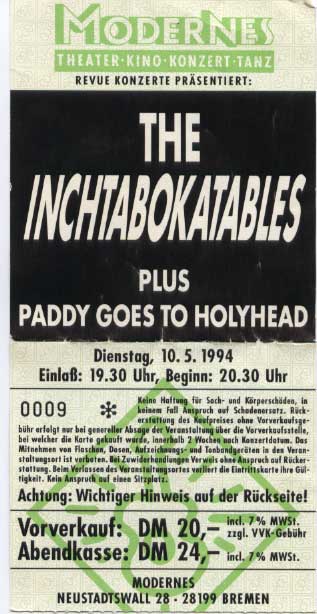 MODERNES
THEATER·KINO·KONZERT·TANZ
REVUE KONZERTE PRÄSENTIERT:
THE
INCHTABOKATABLES
PLUS
PADDY GOES TO HOLYHEAD
Dienstag, 10. 5. 1994
Einlaß: 19.30 Uhr, Beginn: 20.30 Uhr
0009 ✻
Keine Haftung für Sach- und Körperschäden, in
keinem Fall Anspruch auf Schadenersatz. Rück-
erstattung des Kaufpreises ohne Vorverkaufsge-
bühr erfolgt nur bei genereller Absage der Veranstaltung über die Vorverkaufsstelle,
bei welcher die Karte gekauft wurde, innerhalb 2 Wochen nach Konzertdatum. Das
Mitnehmen von Flaschen, Dosen, Aufzeichnungs- und Tonbandgeräten in den Veran-
staltungsort ist verboten. Bei Zuwiderhandlungen Verweis ohne Anspruch auf Rücker-
stattung. Beim Verlassen des Veranstaltungsortes verliert die Eintrittskarte ihre Gül-
tigkeit. Kein Anspruch auf einen Sitzplatz.
Achtung: Wichtiger Hinweis auf der Rückseite!
Vorverkauf: DM 20,– incl. 7 % MWSt.
zzgl. VVK-Gebühr
Abendkasse: DM 24,– incl. 7 % MWSt.
MODERNES
NEUSTADTSWALL 28 - 28199 BREMEN